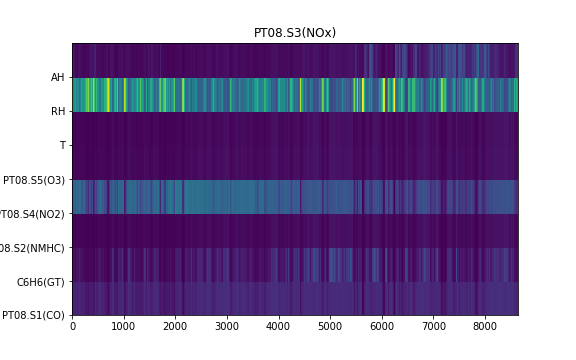 PT08.S3(NOx)
AH
RH
T
PT08.S5(O3)
PT08.S4(NO2)
08.S2(NMHC)
C6H6(GT)
PT08.S1(CO)
0 1000 2000 3000 4000 5000 6000 7000 8000